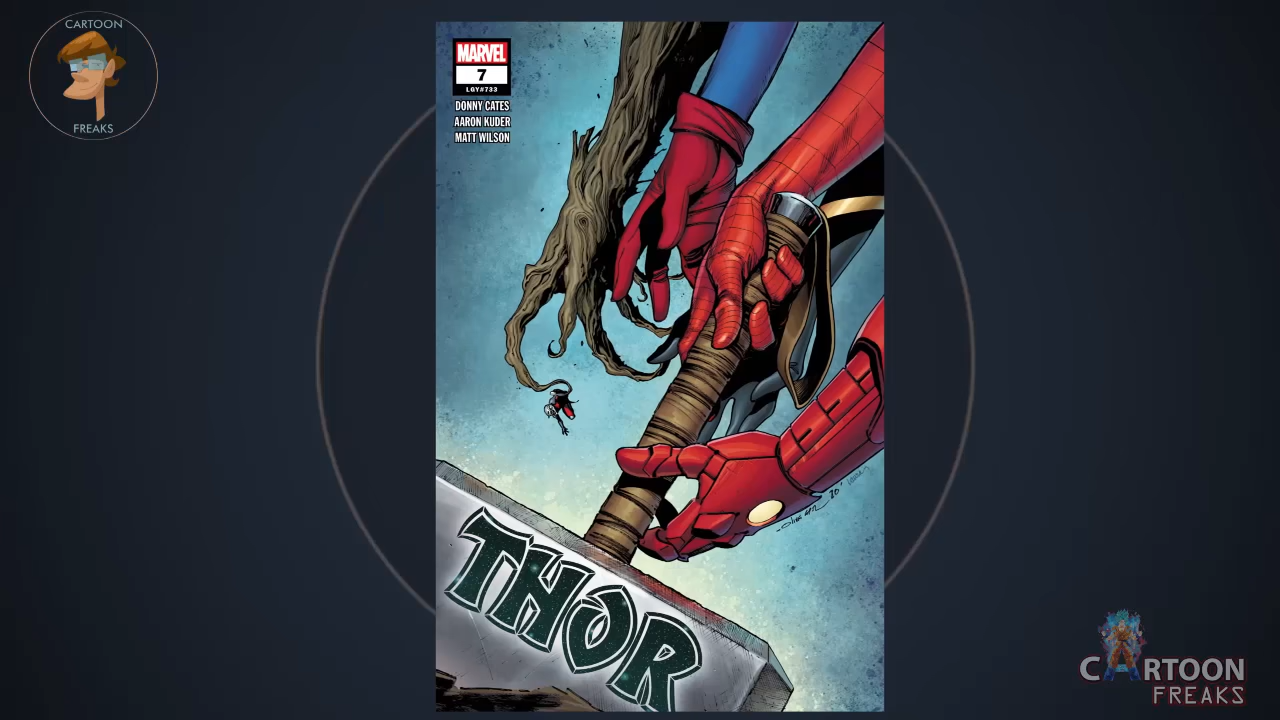 CARTOON
FREAKS
MARVEL
7
LGY#733
DONNY CATES
AARON KUDER
MATT WILSON
THOR
CARTOON
FREAKS